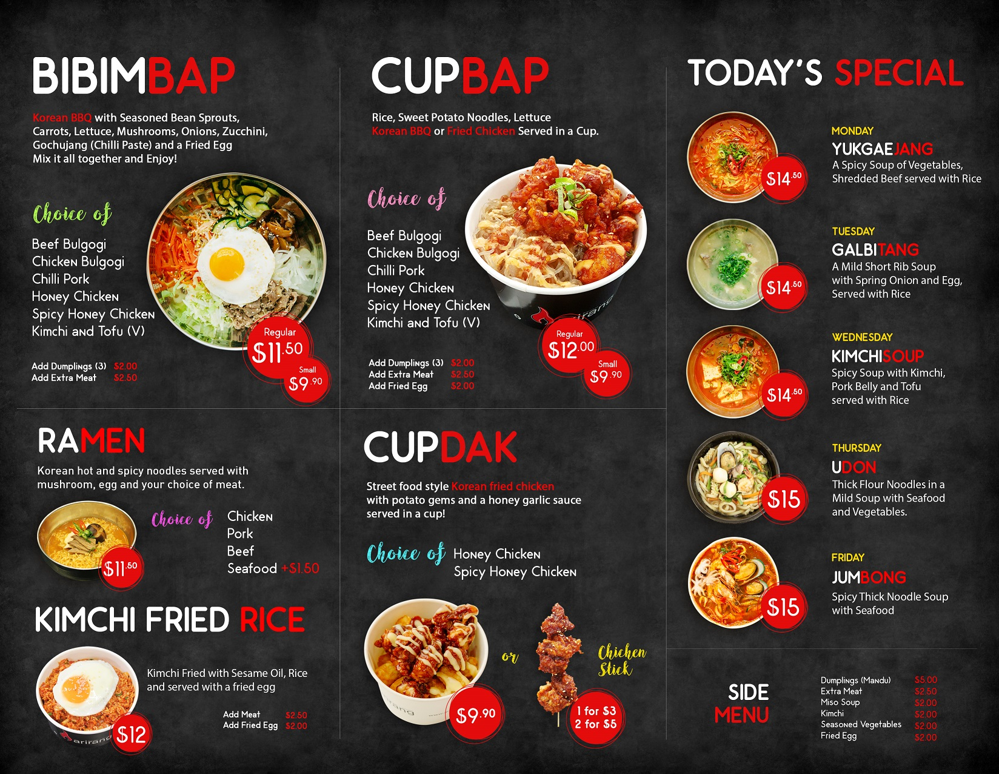 BIBIMBAP
Korean BBQ with Seasoned Bean Sprouts,
Carrots, Lettuce, Mushrooms, Onions, Zucchini,
Gochujang (Chilli Paste) and a Fried Egg
Mix it all together and Enjoy!
Choice of
Beef Bulgogi
Chicken Bulgogi
Chilli Pork
Honey Chicken
Spicy Honey Chicken
Kimchi and Tofu (V)
Regular
$11.50
Small
$9.90
Add Dumplings (3) $2.00
Add Extra Meat $2.50
CUPBAP
Rice, Sweet Potato Noodles, Lettuce
Korean BBQ or Fried Chicken Served in a Cup.
Choice of
Beef Bulgogi
Chicken Bulgogi
Chilli Pork
Honey Chicken
Spicy Honey Chicken
Kimchi and Tofu (V)
arirang
Regular
$12.00
Small
$9.90
Add Dumplings (3) $2.00
Add Extra Meat $2.50
Add Fried Egg $2.00
RAMEN
Korean hot and spicy noodles served with
mushroom, egg and your choice of meat.
$11.50
Choice of
Chicken
Pork
Beef
Seafood +$1.50
KIMCHI FRIED RICE
Kimchi Fried with Sesame Oil, Rice
and served with a fried egg
Add Meat $2.50
Add Fried Egg $2.00
arirang
$12
CUPDAK
Street food style Korean fried chicken
with potato gems and a honey garlic sauce
served in a cup!
Choice of
Honey Chicken
Spicy Honey Chicken
$9.90
or
Chicken
Stick
1 for $3
2 for $5
TODAY'S SPECIAL
MONDAY
YUKGAEJANG
A Spicy Soup of Vegetables,
Shredded Beef served with Rice
$14.50
TUESDAY
GALBITANG
A Mild Short Rib Soup
with Spring Onion and Egg,
Served with Rice
$14.50
WEDNESDAY
KIMCHISOUP
Spicy Soup with Kimchi,
Pork Belly and Tofu
served with Rice
$14.50
THURSDAY
UDON
Thick Flour Noodles in a
Mild Soup with Seafood
and Vegetables.
$15
FRIDAY
JUMBONG
Spicy Thick Noodle Soup
with Seafood
$15
SIDE
MENU
Dumplings (Mandu) $5.00
Extra Meat $2.50
Miso Soup $2.00
Kimchi $2.00
Seasoned Vegetables $2.00
Fried Egg $2.00